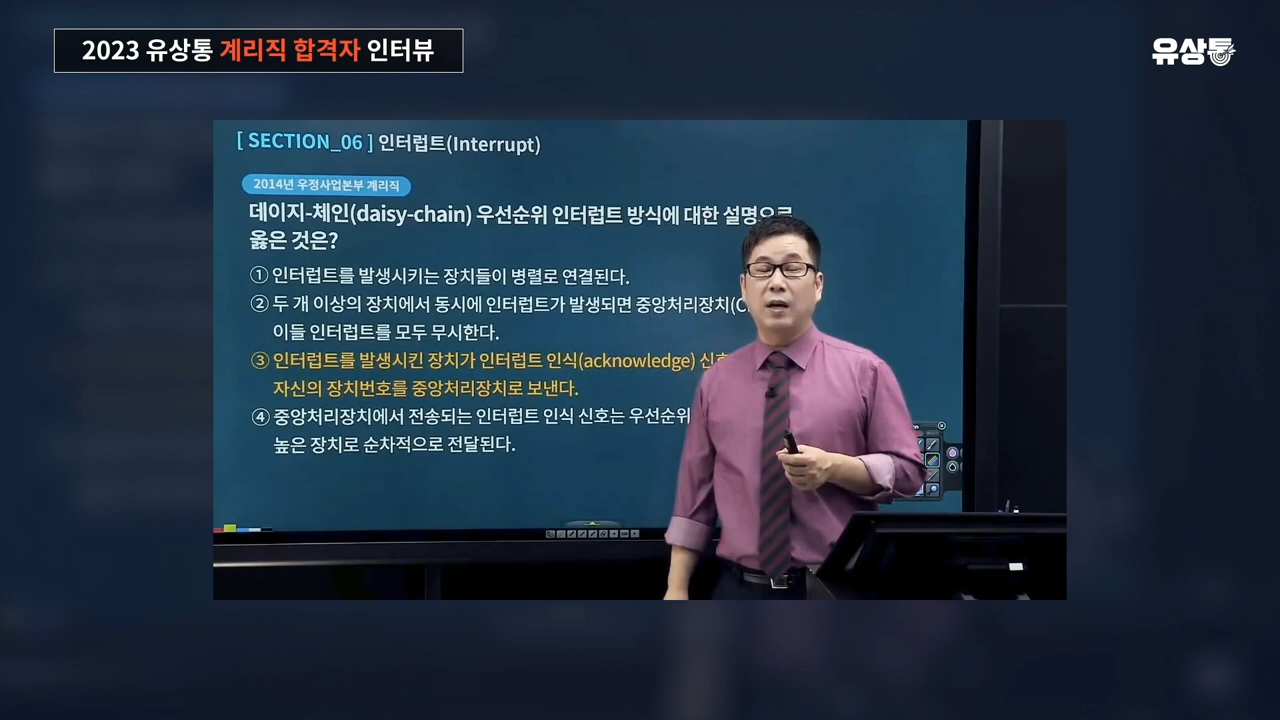 2023 유상통 계리직 합격자 인터뷰
유상통
[ SECTION_06 ] 인터럽트(Interrupt)
2014년 우정사업본부 계리직
데이지-체인(daisy-chain) 우선순위 인터럽트 방식에 대한 설명으로
옳은 것은?
① 인터럽트를 발생시키는 장치들이 병렬로 연결된다.
② 두 개 이상의 장치에서 동시에 인터럽트가 발생되면 중앙처리장치(C
이들 인터럽트를 모두 무시한다.
③ 인터럽트를 발생시킨 장치가 인터럽트 인식(acknowledge)
자신의 장치번호를 중앙처리장치로 보낸다.
④ 중앙처리장치에서 전송되는 인터럽트 인식 신호는 우선순위
높은 장치로 순차적으로 전달된다.